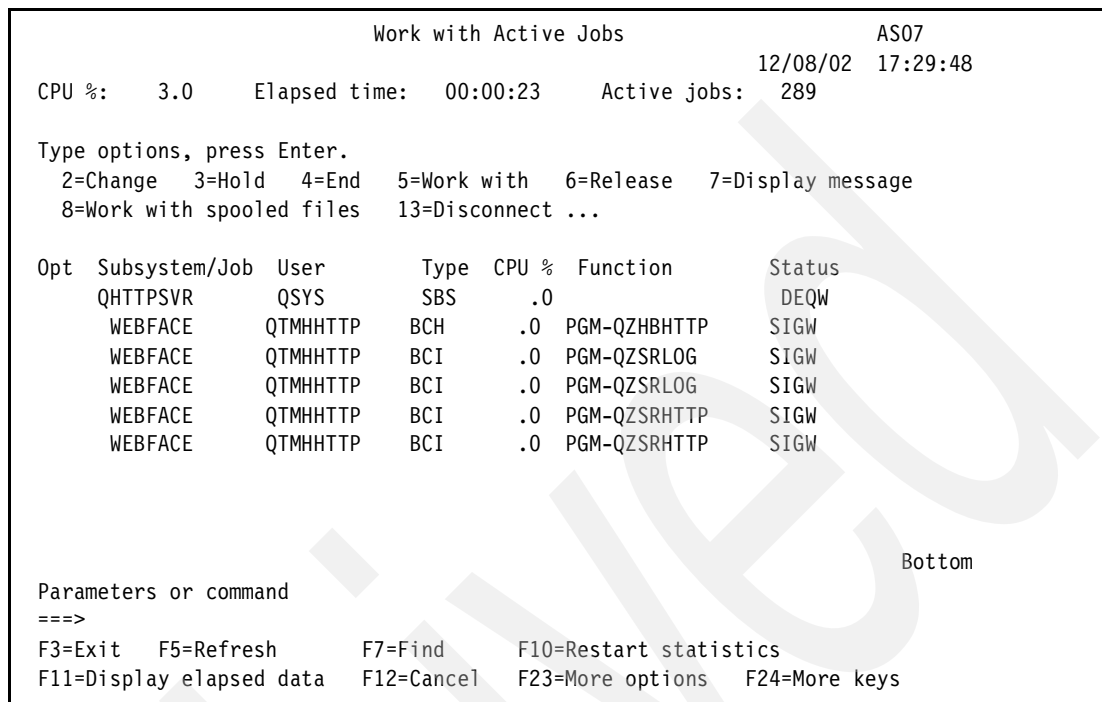 Work with Active Jobs AS07
12/08/02 17:29:48
CPU %: 3.0 Elapsed time: 00:00:23 Active jobs: 289
Type options, press Enter.
2=Change 3=Hold 4=End 5=Work with 6=Release 7=Display message
8=Work with spooled files 13=Disconnect ...
Opt Subsystem/Job User Type CPU % Function Status
QHTTPSVR QSYS SBS .0 DEQW
WEBFACE QTMHHTTP BCH .0 PGM-QZHBHTTP SIGW
WEBFACE QTMHHTTP BCI .0 PGM-QZSRLOG SIGW
WEBFACE QTMHHTTP BCI .0 PGM-QZSRLOG SIGW
WEBFACE QTMHHTTP BCI .0 PGM-QZSRHTTP SIGW
WEBFACE QTMHHTTP BCI .0 PGM-QZSRHTTP SIGW
Bottom
Parameters or command
===>
F3=Exit F5=Refresh F7=Find F10=Restart statistics
F11=Display elapsed data F12=Cancel F23=More options F24=More keys